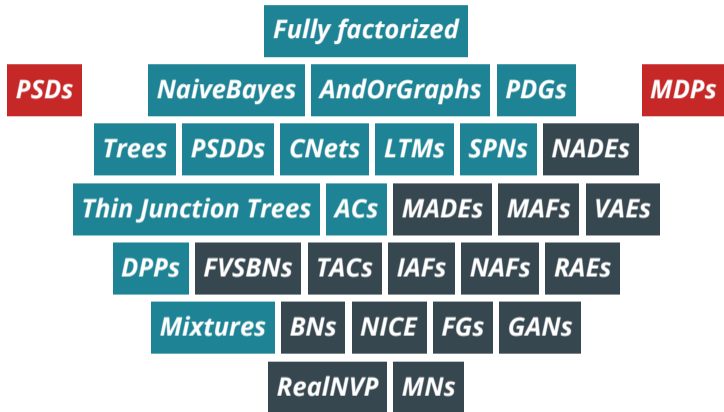 Fully factorized
PSDs NaiveBayes AndOrGraphs PDGs MDPs
Trees PSDDs CNets LTMs SPNs NADEs
Thin Junction Trees ACs MADEs MAFs VAEs
DPPs FVSBNs TACs IAFs NAFs RAEs
Mixtures BNs NICE FGs GANs
RealNVP MNs